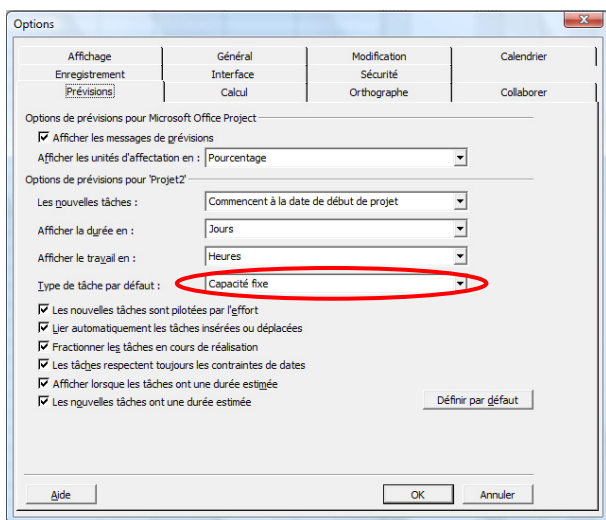 Options
Affichage Général Modification Calendrier
Enregistrement Interface Sécurité
Prévisions Calcul Orthographe Collaborer
Options de prévisions pour Microsoft Office Project
Afficher les messages de prévisions
Afficher les unités d'affectation en : Pourcentage
Options de prévisions pour 'Projet2'
Les nouvelles tâches : Commencent à la date de début de projet
Afficher la durée en : Jours
Afficher le travail en : Heures
Type de tâche par défaut : Capacité fixe
Les nouvelles tâches sont pilotées par l'effort
Lier automatiquement les tâches insérées ou déplacées
Fractionner les tâches en cours de réalisation
Les tâches respectent toujours les contraintes de dates
Afficher lorsque les tâches ont une durée estimée
Les nouvelles tâches ont une durée estimée
Définir par défaut
Aide OK Annuler